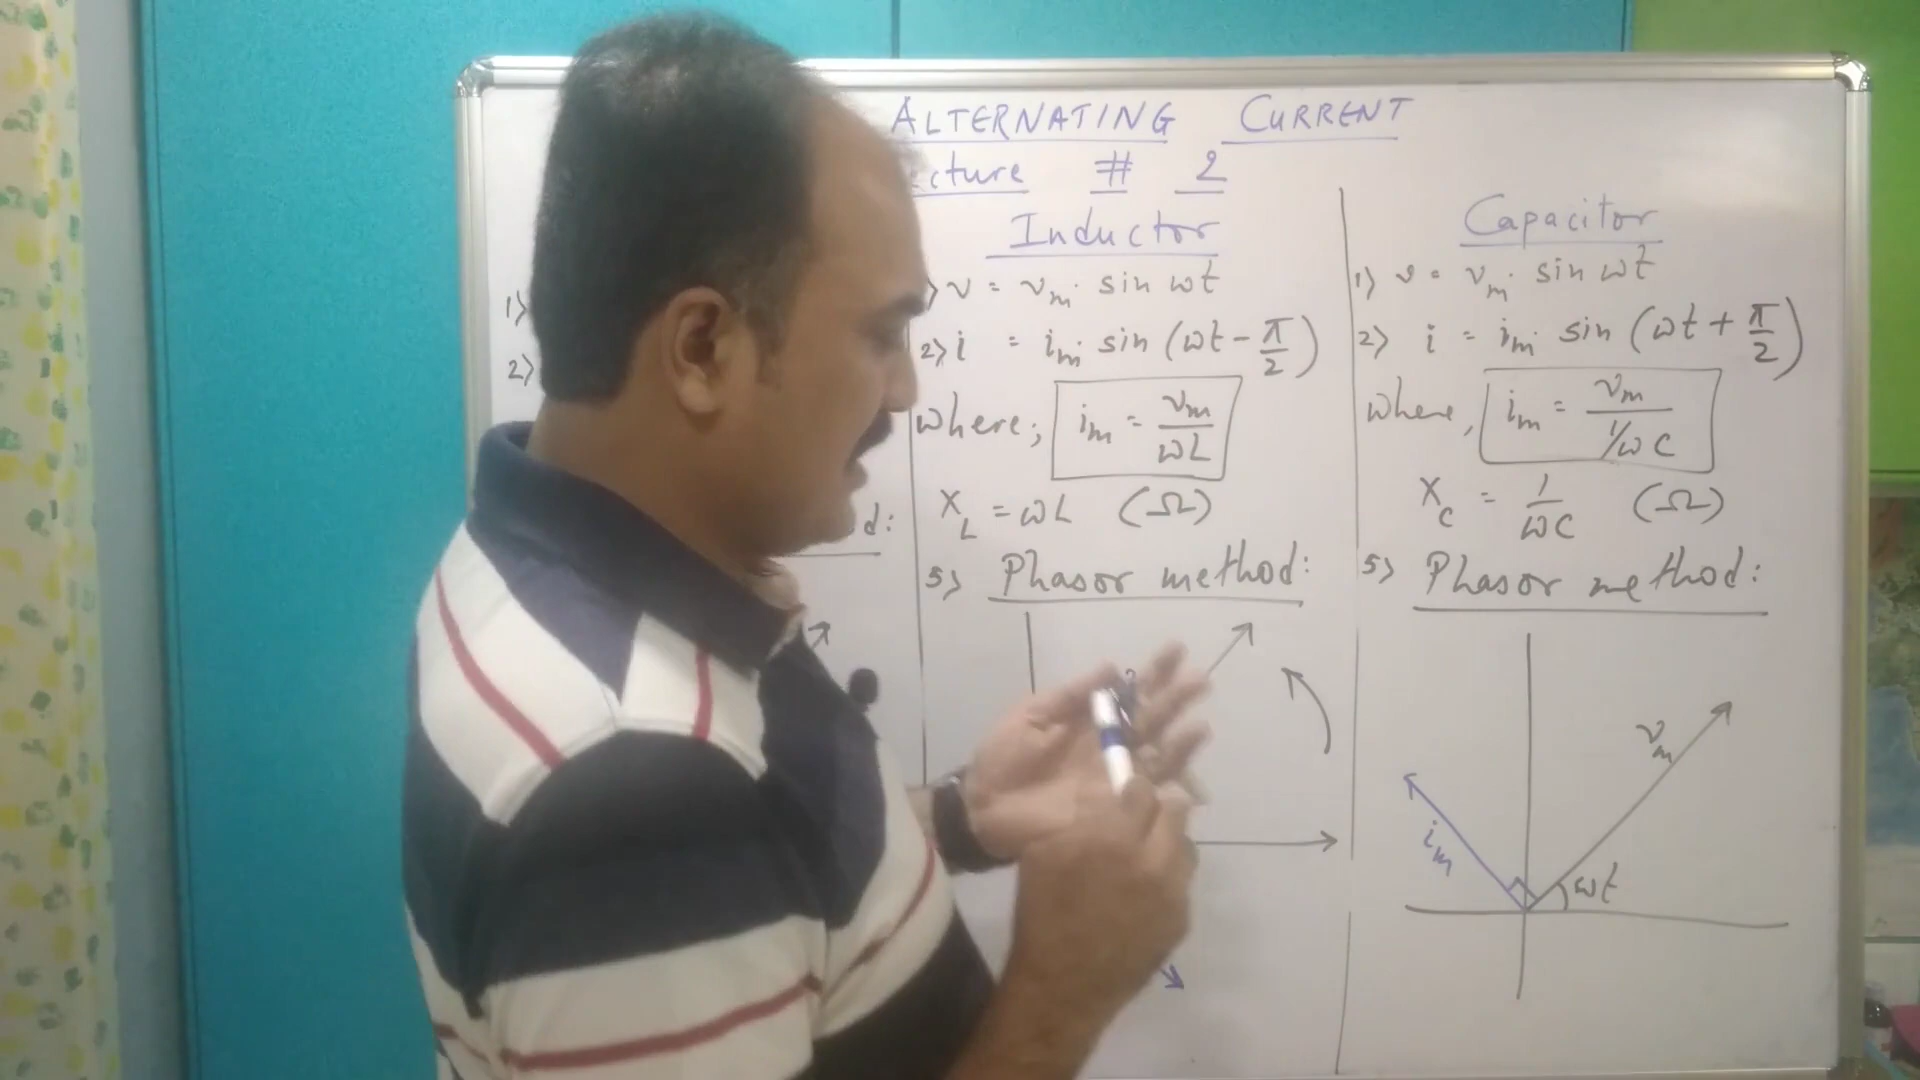 ALTERNATING CURRENT
cture # 2
1)
2)
d:
Inductor
v = vm sin ωt
2) i = im sin (ωt - π/2)
where; im = vm/ωL
XL = ωL (Ω)
5) Phasor method:
Capacitor
1) v = vm sin ωt
2) i = im sin (ωt + π/2)
where, im = vm/1/ωC
XC = 1/ωC (Ω)
5) Phasor method:
vm
im
ωt